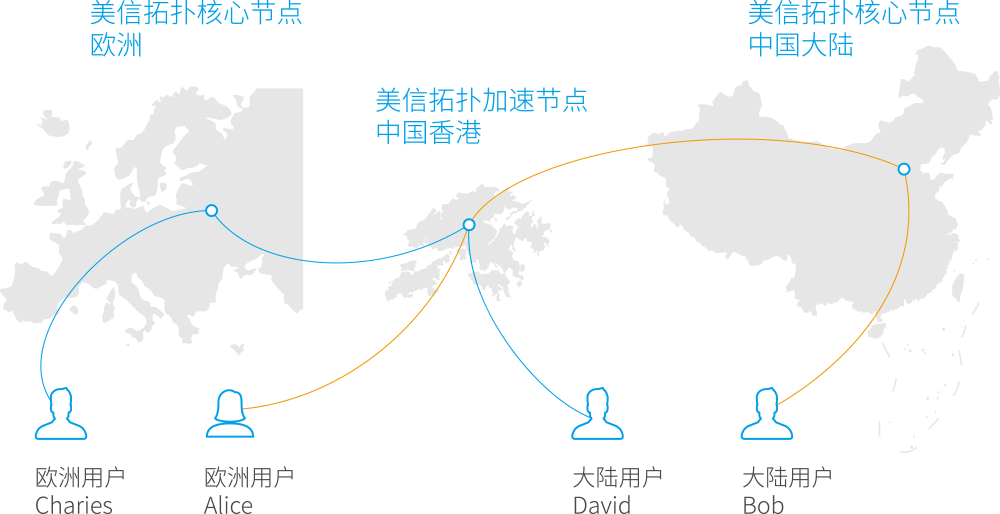 美信拓扑核心节点
欧洲
美信拓扑加速节点
中国香港
美信拓扑核心节点
中国大陆
欧洲用户
Charies
欧洲用户
Alice
大陆用户
David
大陆用户
Bob